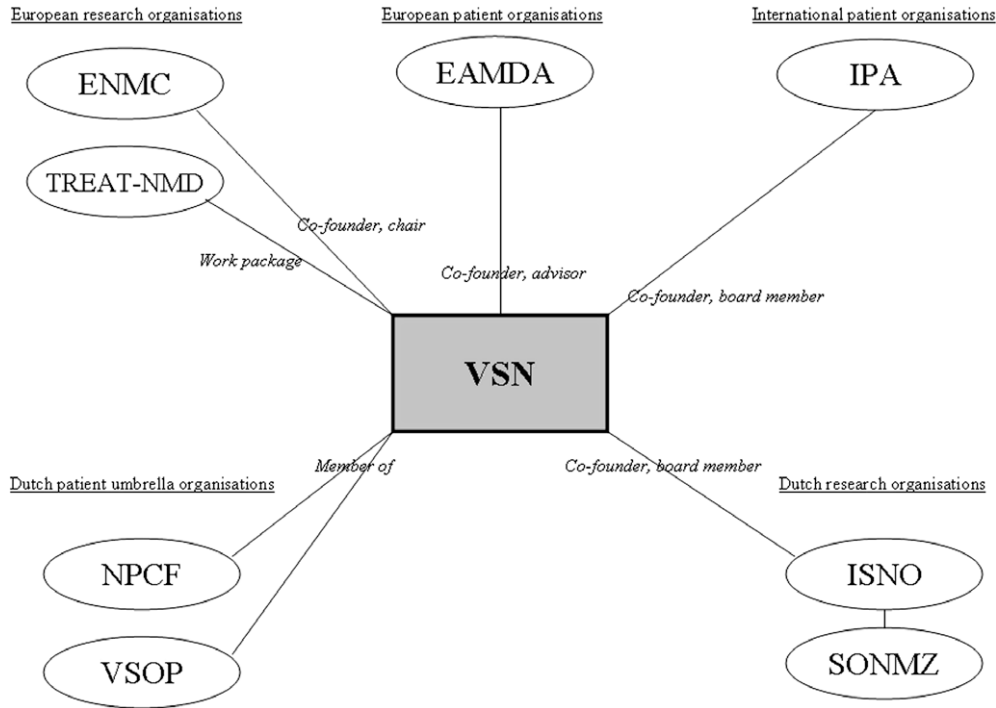 European research organisations
European patient organisations
International patient organisations
ENMC
EAMDA
IPA
TREAT-NMD
Co-founder, chair
Work package
Co-founder, advisor
Co-founder, board member
VSN
Member of
Co-founder, board member
Dutch patient umbrella organisations
Dutch research organisations
NPCF
ISNO
VSOP
SONMZ